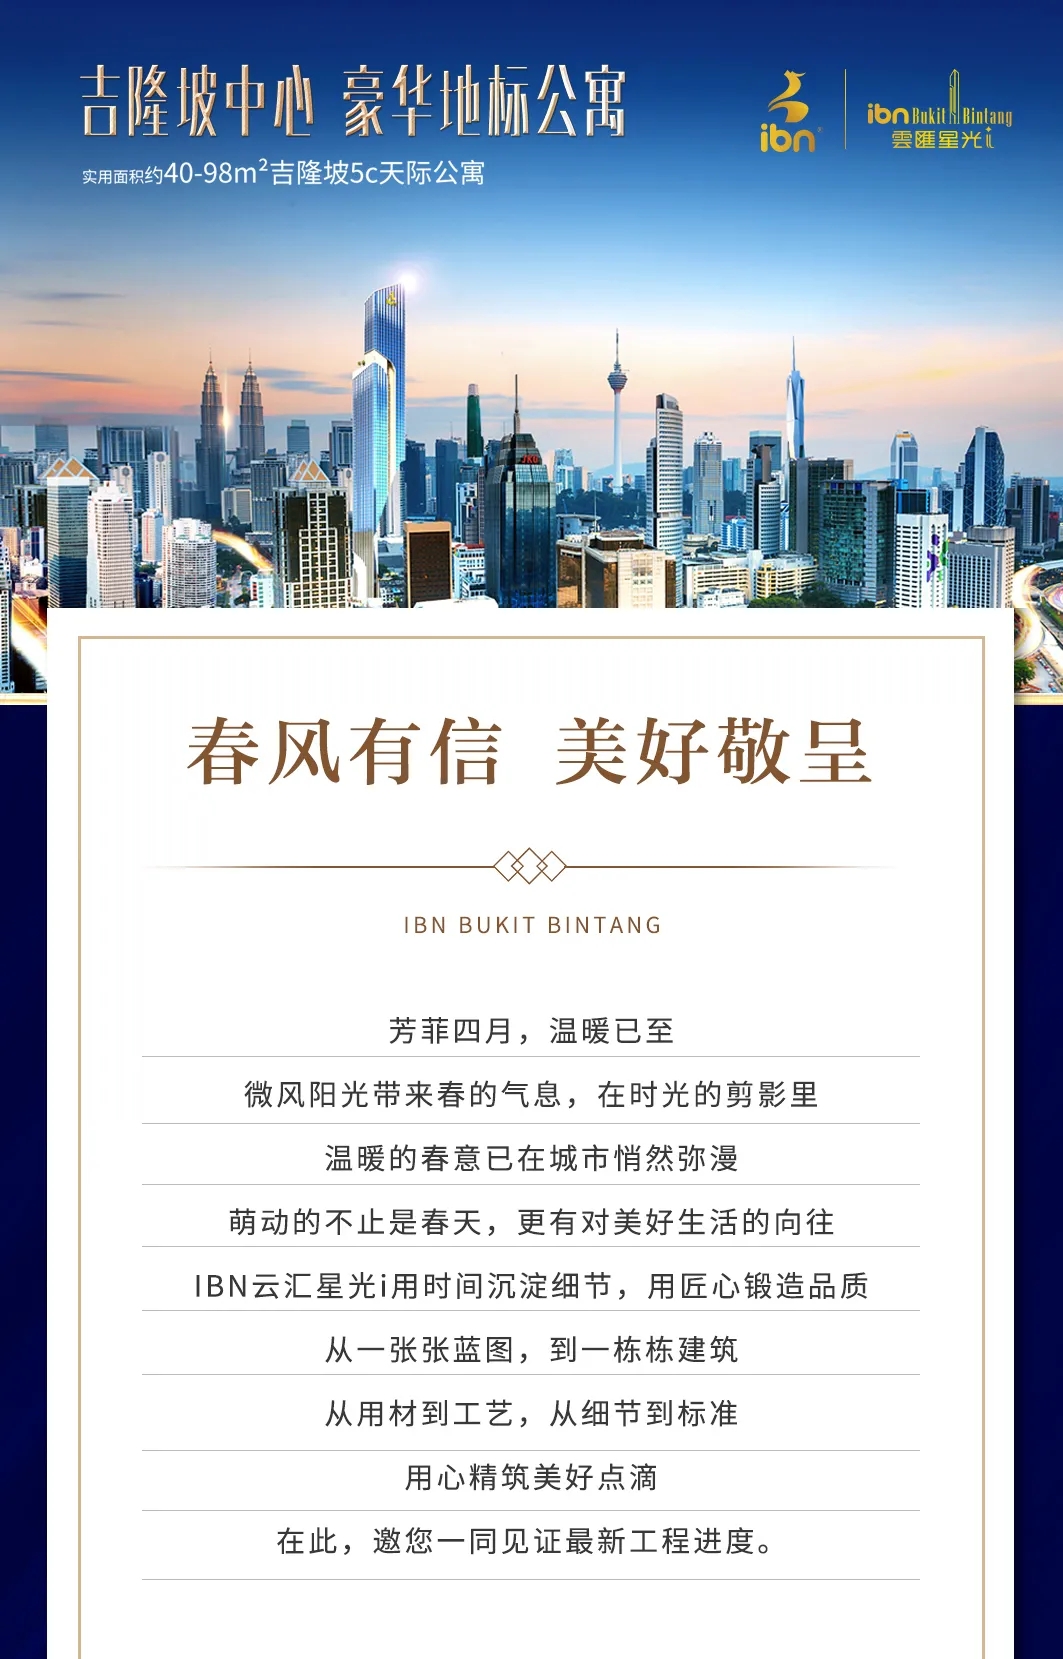 吉隆坡中心 豪华地标公寓
实用面积约40-98m²吉隆坡5c天际公寓
ibn
ibn Bukit Bintang
雲匯星光i
JKG
春风有信 美好敬呈
IBN BUKIT BINTANG
芳菲四月，温暖已至
微风阳光带来春的气息，在时光的剪影里
温暖的春意已在城市悄然弥漫
萌动的不止是春天，更有对美好生活的向往
IBN云汇星光i用时间沉淀细节，用匠心锻造品质
从一张张蓝图，到一栋栋建筑
从用材到工艺，从细节到标准
用心精筑美好点滴
在此，邀您一同见证最新工程进度。